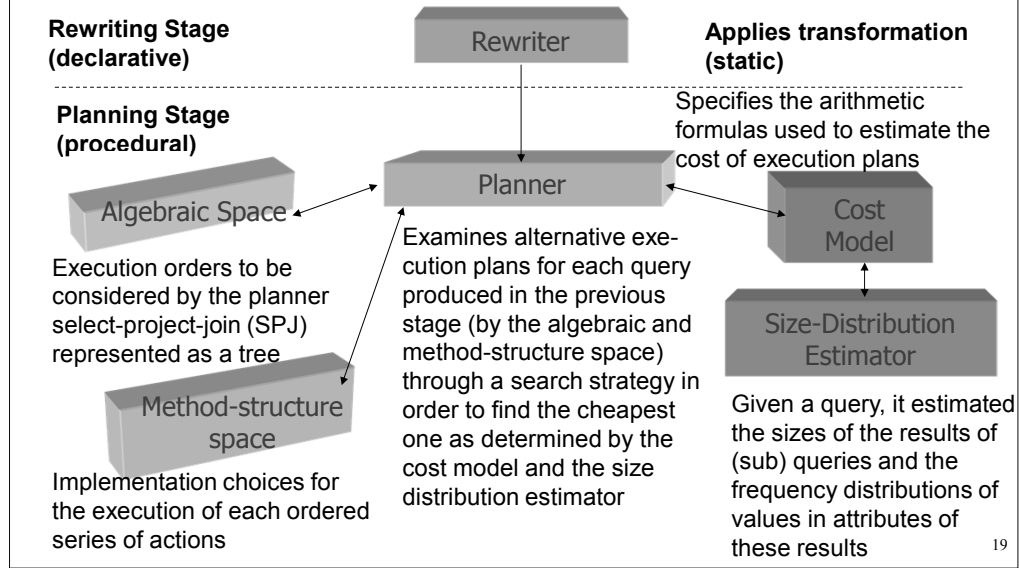 Rewriting Stage
(declarative)
Rewriter
Applies transformation
(static)
Planning Stage
(procedural)
Specifies the arithmetic
formulas used to estimate the
cost of execution plans
Planner
Algebraic Space
Cost
Model
Execution orders to be
considered by the planner
select-project-join (SPJ)
represented as a tree
Examines alternative exe-
cution plans for each query
produced in the previous
stage (by the algebraic and
method-structure space)
through a search strategy in
order to find the cheapest
one as determined by the
cost model and the size
distribution estimator
Size-Distribution
Estimator
Method-structure
space
Implementation choices for
the execution of each ordered
series of actions
Given a query, it estimated
the sizes of the results of
(sub) queries and the
frequency distributions of
values in attributes of
these results
19